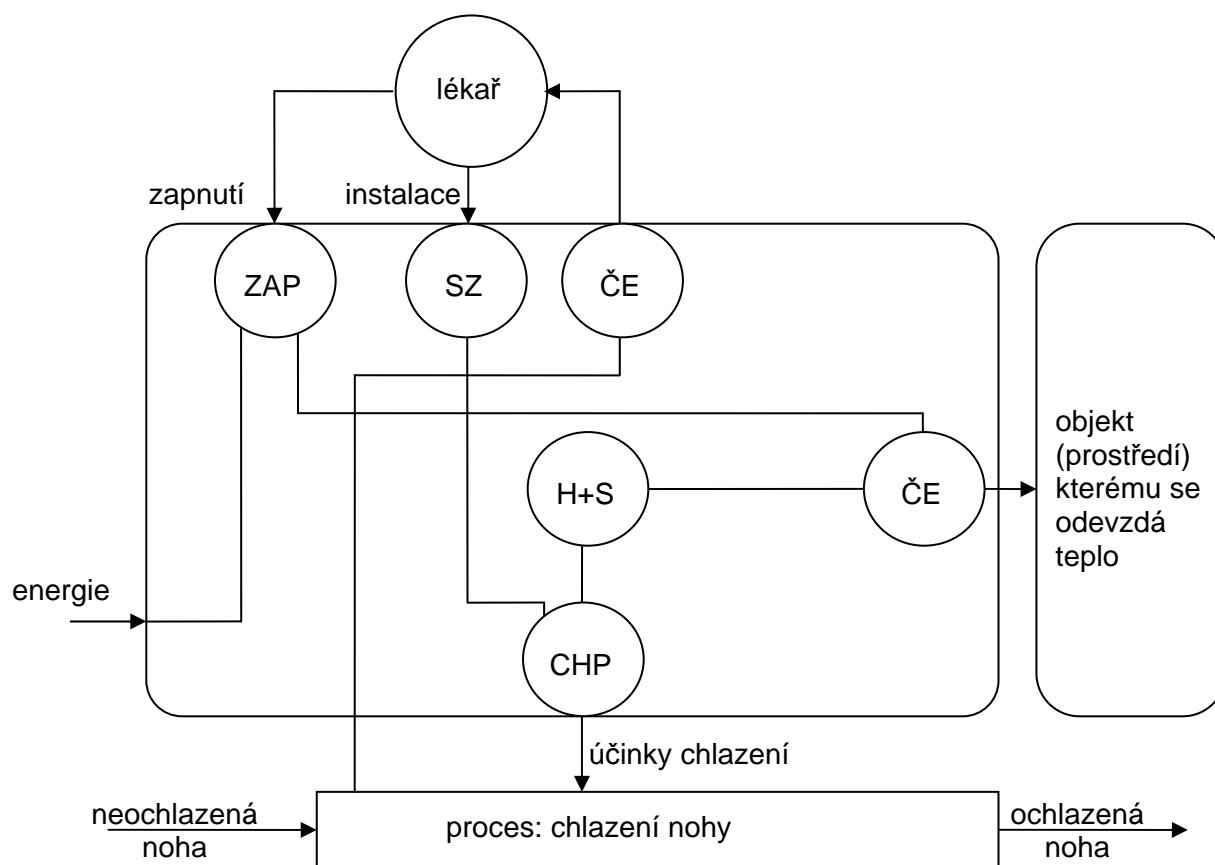 lékař
zapnutí
instalace
ZAP
SZ
ČE
H+S
ČE
objekt
(prostředí)
kterému se
odevzdá
teplo
energie
CHP
účinky chlazení
neochlazená
noha
proces: chlazení nohy
ochlazená
noha